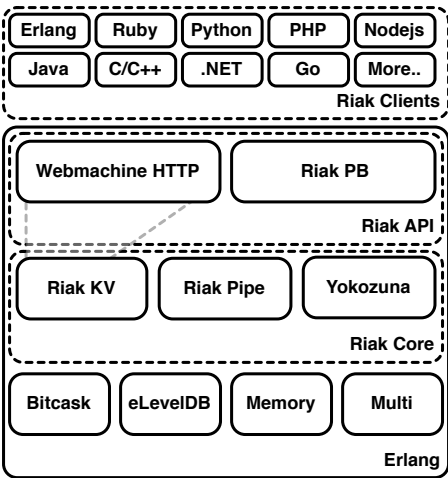 Erlang Ruby Python PHP Nodejs
Java C/C++ .NET Go More..
Riak Clients
Webmachine HTTP Riak PB
Riak API
Riak KV Riak Pipe Yokozuna
Riak Core
Bitcask eLevelDB Memory Multi
Erlang